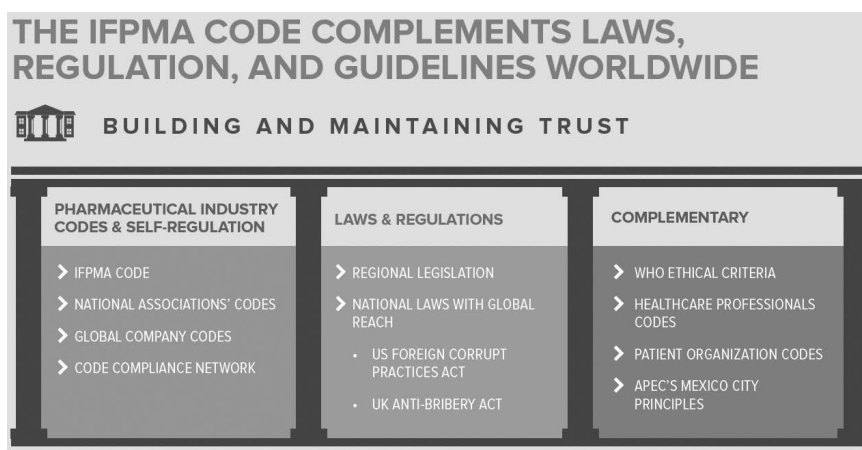 THE IFPMA CODE COMPLEMENTS LAWS,
REGULATION, AND GUIDELINES WORLDWIDE
BUILDING AND MAINTAINING TRUST
PHARMACEUTICAL INDUSTRY
CODES & SELF-REGULATION
IFPMA CODE
NATIONAL ASSOCIATIONS' CODES
GLOBAL COMPANY CODES
CODE COMPLIANCE NETWORK
LAWS & REGULATIONS
REGIONAL LEGISLATION
NATIONAL LAWS WITH GLOBAL
REACH
• US FOREIGN CORRUPT
PRACTICES ACT
• UK ANTI-BRIBERY ACT
COMPLEMENTARY
WHO ETHICAL CRITERIA
HEALTHCARE PROFESSIONALS
CODES
PATIENT ORGANIZATION CODES
APEC'S MEXICO CITY
PRINCIPLES